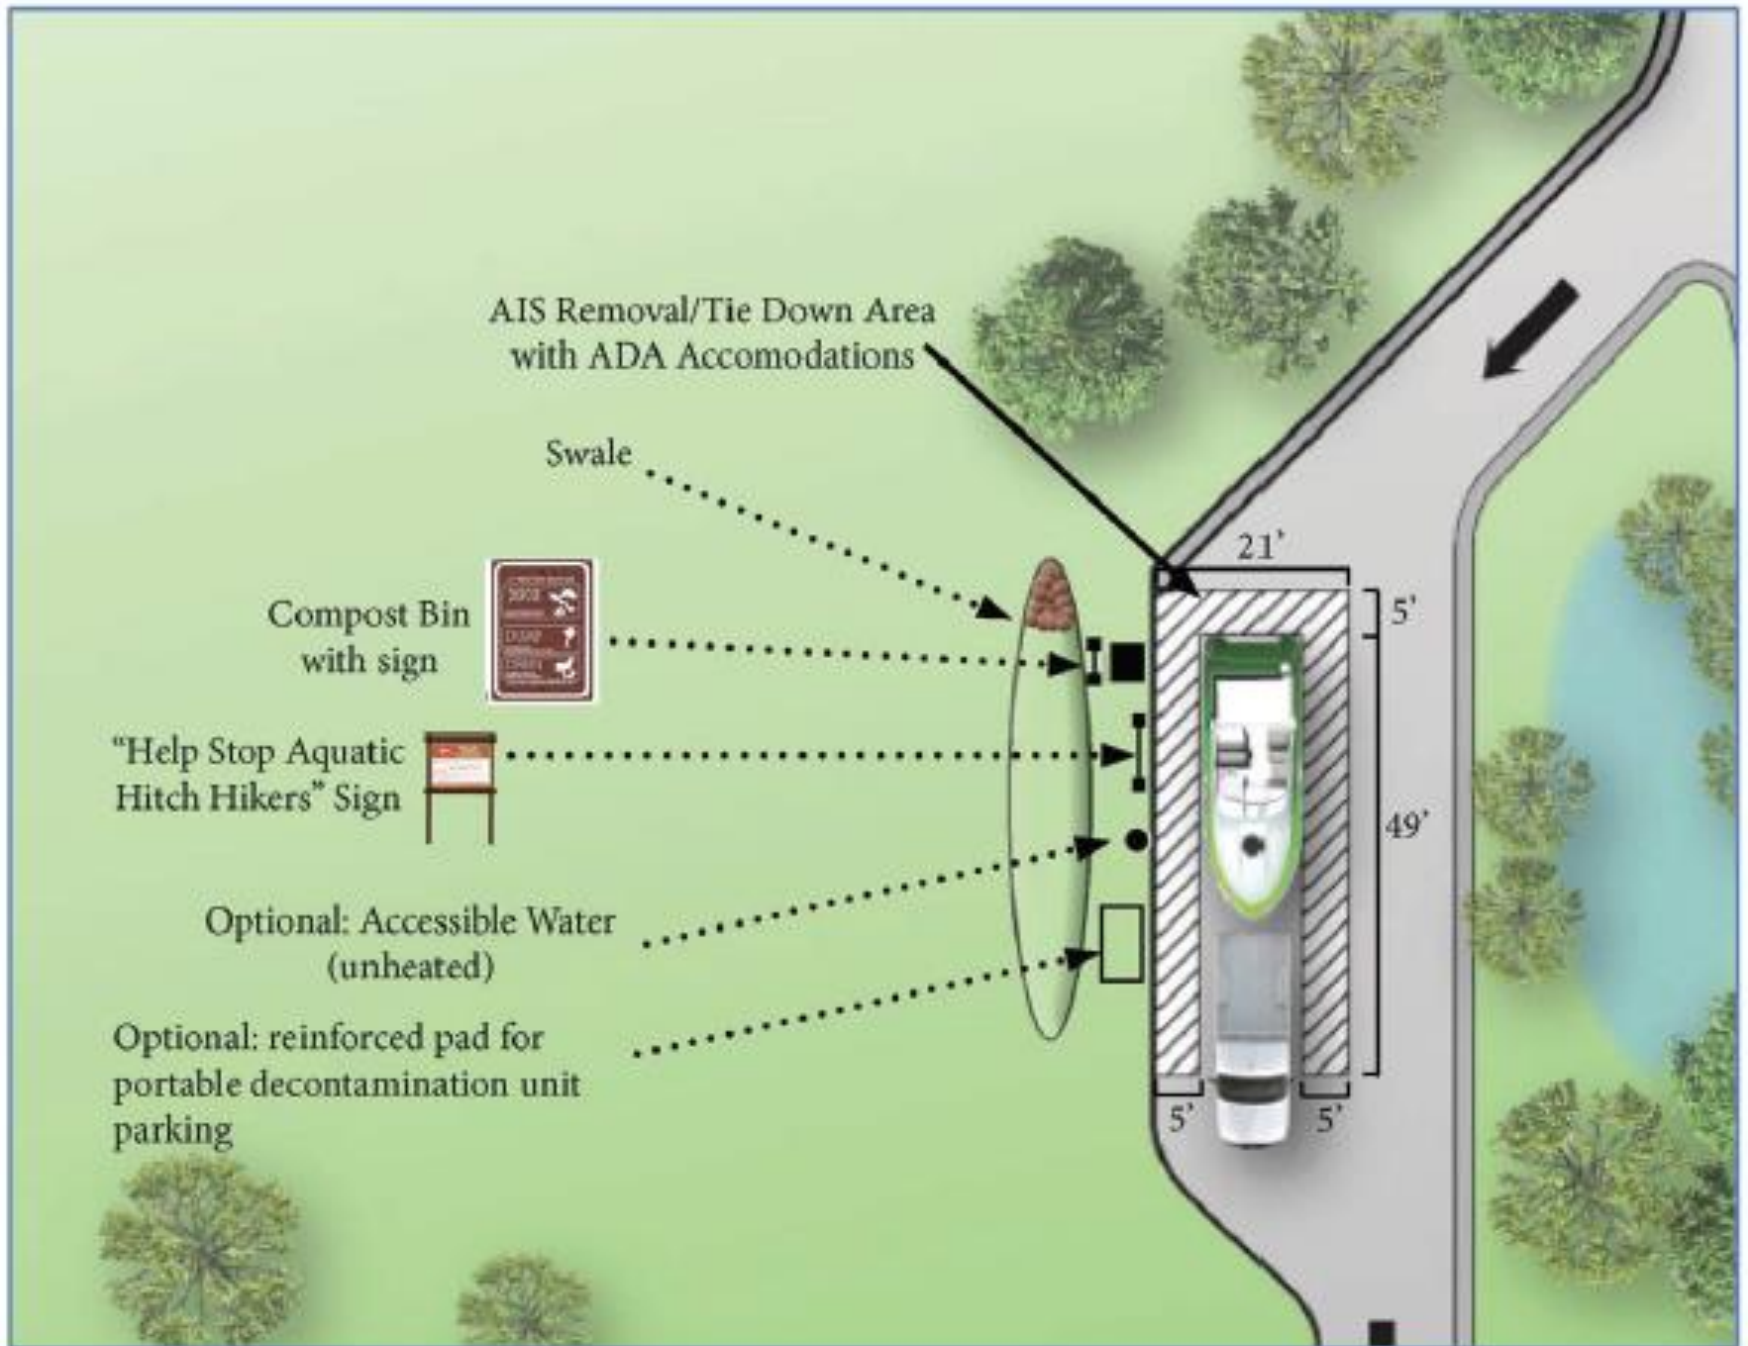 AIS Removal/Tie Down Area
with ADA Accomodations
Swale
21’
5’
Compost Bin
with sign
“Help Stop Aquatic
Hitch Hikers” Sign
49’
Optional: Accessible Water
(unheated)
Optional: reinforced pad for
portable decontamination unit
parking
5’
5’